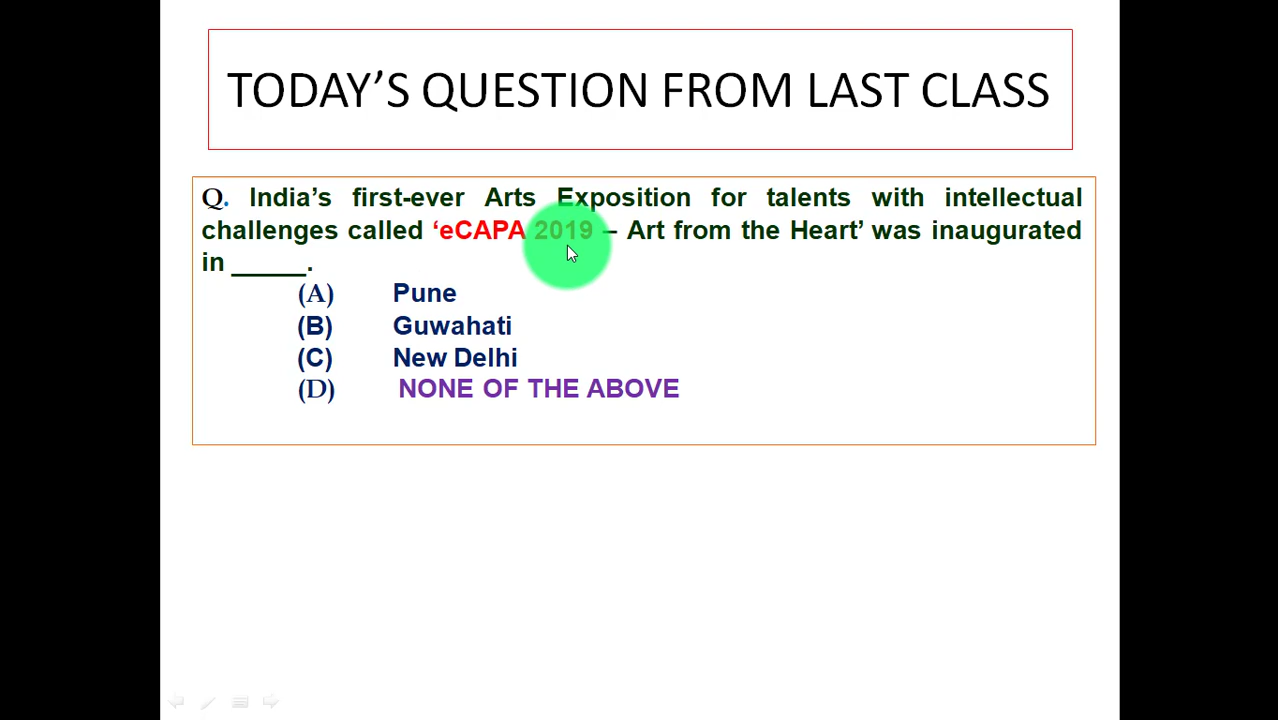 TODAY’S QUESTION FROM LAST CLASS
Q. India’s first-ever Arts Exposition for talents with intellectual
challenges called ‘eCAPA 2019 – Art from the Heart’ was inaugurated
in _____.
(A) Pune
(B) Guwahati
(C) New Delhi
(D) NONE OF THE ABOVE